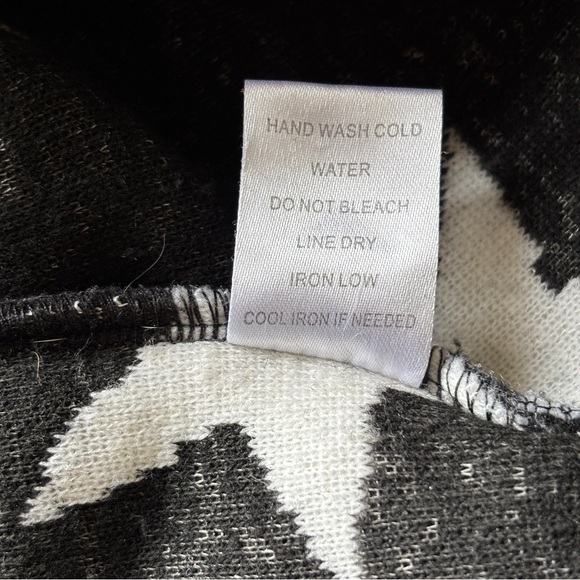 HAND WASH COLD
WATER
DO NOT BLEACH
LINE DRY
IRON LOW
COOL IRON IF NEEDED